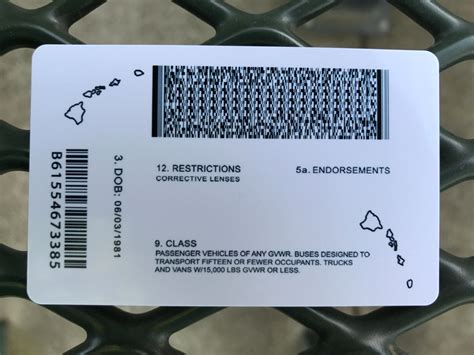 12. RESTRICTIONS
CORRECTIVE LENSES
5a. ENDORSEMENTS
B61554673385
3. DOB: 06/03/1981
9. CLASS
PASSENGER VEHICLES OF ANY GVWR. BUSES DESIGNED TO
TRANSPORT FIFTEEN OR FEWER OCCUPANTS. TRUCKS
AND VANS W/15,000 LBS GVWR OR LESS.